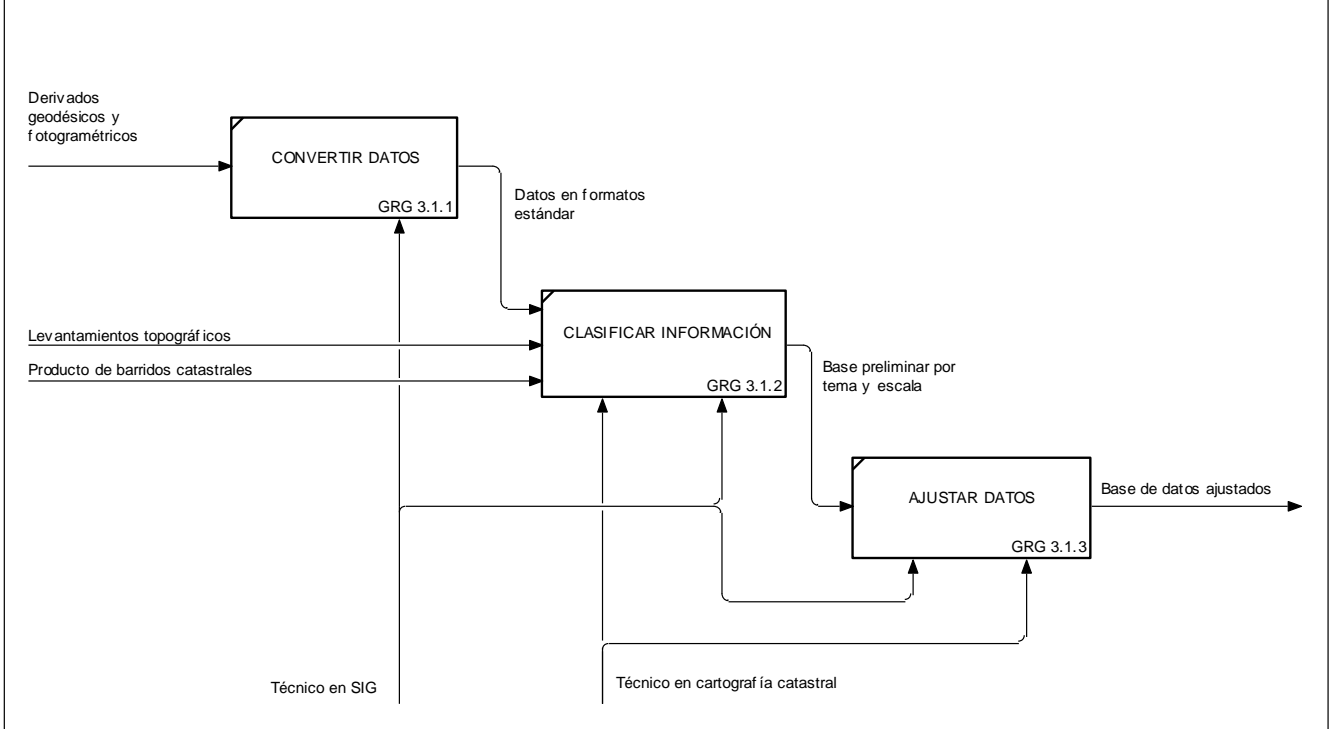 Derivados
geodésicos y
fotogramétricos
CONVERTIR DATOS
GRG 3.1.1
Datos en formatos
estándar
Levantamientos topográficos
Producto de barridos catastrales
CLASIFICAR INFORMACIÓN
GRG 3.1.2
Base preliminar por
tema y escala
AJUSTAR DATOS
GRG 3.1.3
Base de datos ajustados
Técnico en SIG
Técnico en cartografía catastral